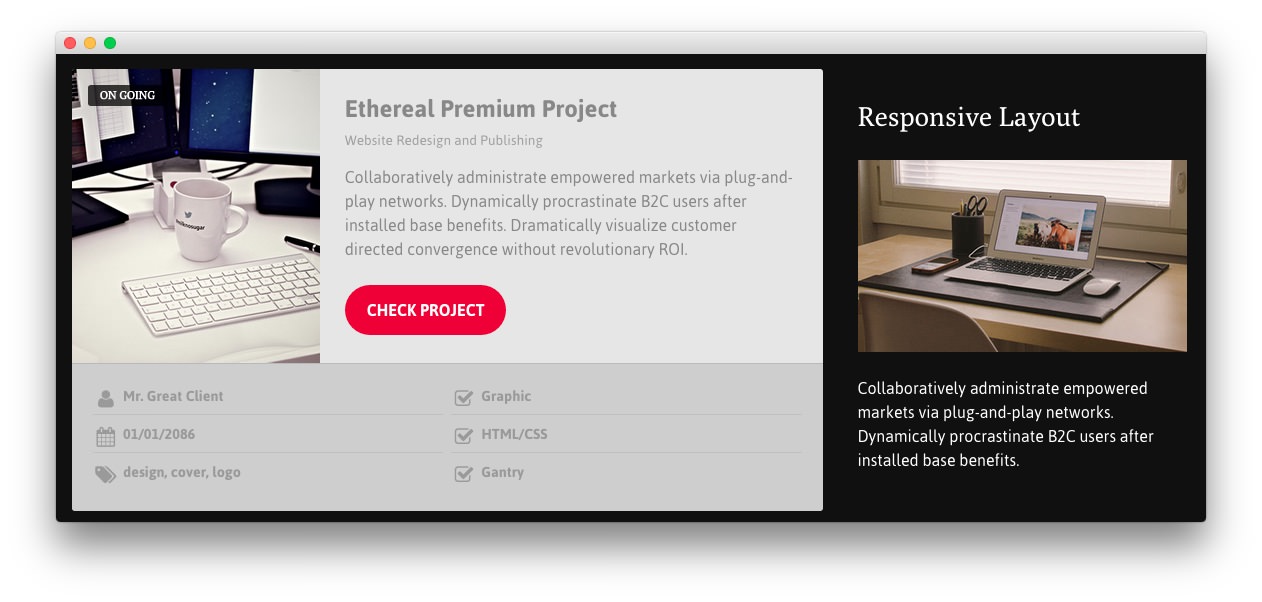 ON GOING
Ethereal Premium Project
Website Redesign and Publishing
Collaboratively administrate empowered markets via plug-and-
play networks. Dynamically procrastinate B2C users after
installed base benefits. Dramatically visualize customer
directed convergence without revolutionary ROI.
CHECK PROJECT
Mr. Great Client
01/01/2086
design, cover, logo
Graphic
HTML/CSS
Gantry
Responsive Layout
Collaboratively administrate empowered
markets via plug-and-play networks.
Dynamically procrastinate B2C users after
installed base benefits.